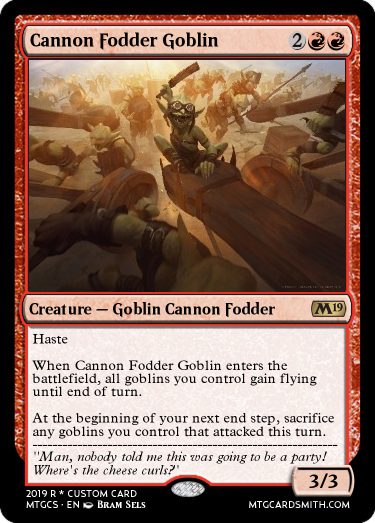 Cannon Fodder Goblin 2
Creature — Goblin Cannon Fodder M19
Haste
When Cannon Fodder Goblin enters the
battlefield, all goblins you control gain flying
until end of turn.
At the beginning of your next end step, sacrifice
any goblins you control that attacked this turn.
"Man, nobody told me this was going to be a party!
Where's the cheese curls?"
3/3
2019 R * CUSTOM CARD
MTGCS · EN BRAM SELS
MTGCARDSMITH.COM